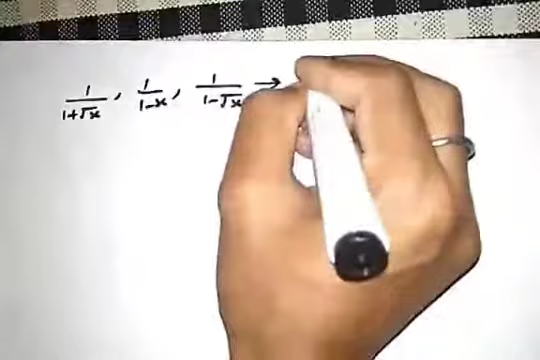 1/(1+√x) , 1/(1-x) , 1/(1-√x) →